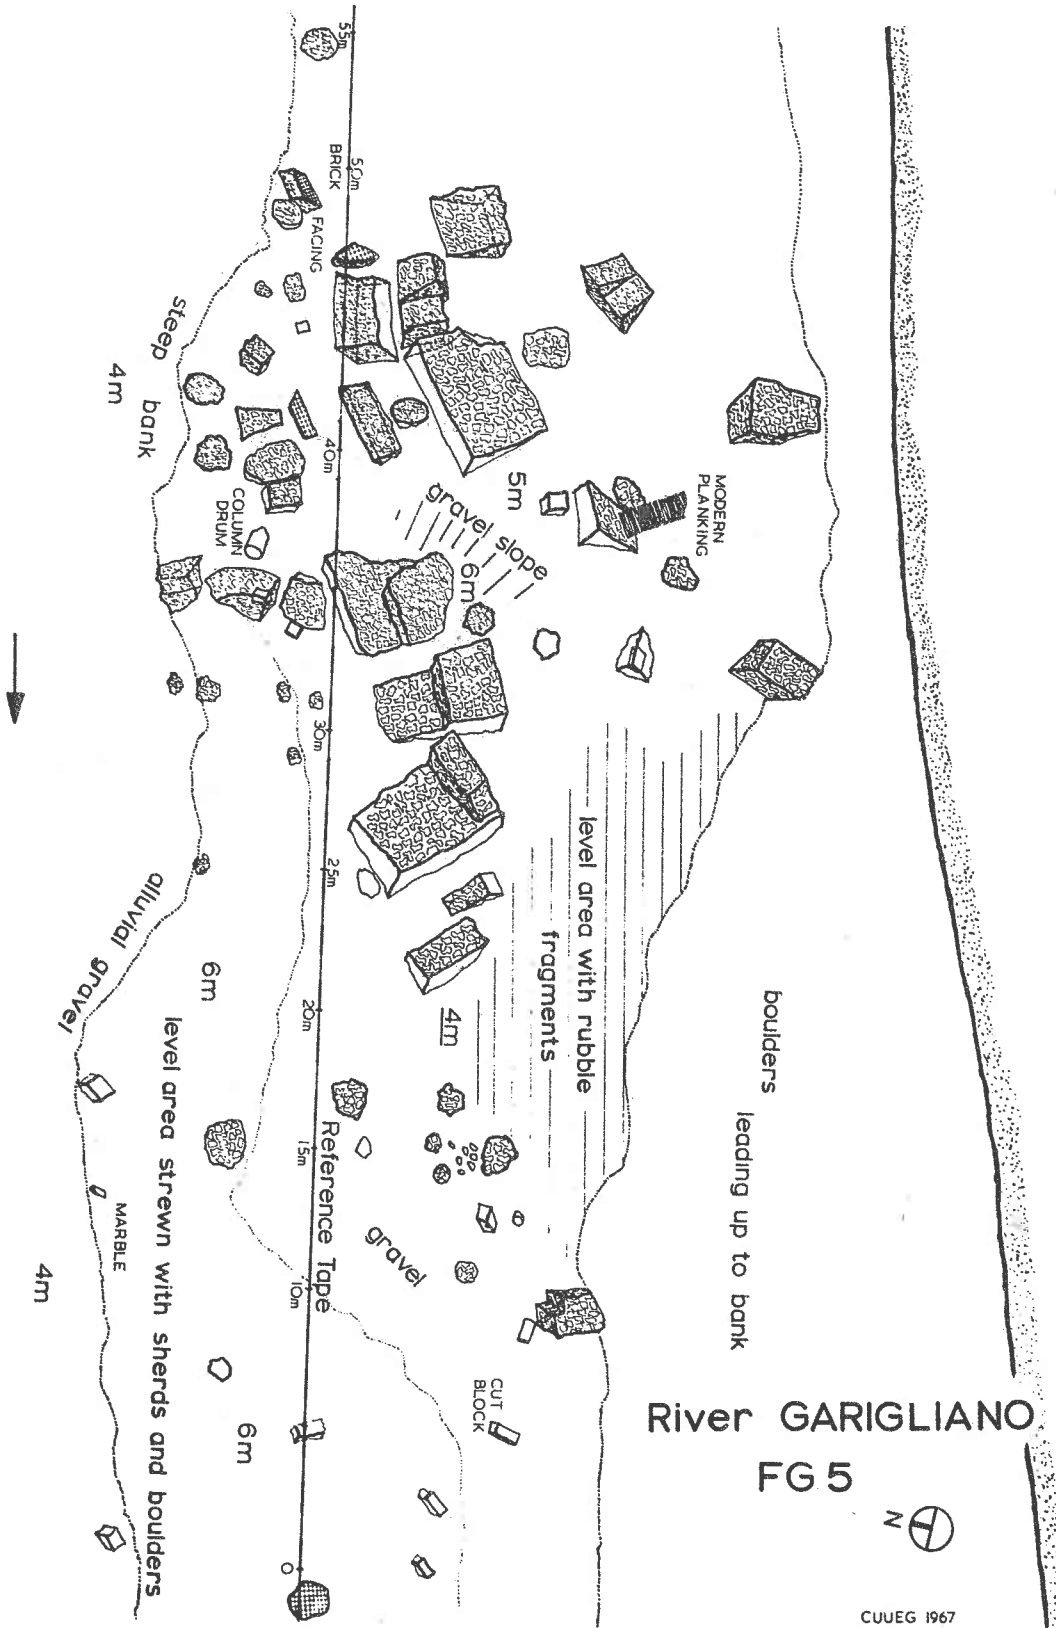 55m
50m
BRICK
FACING
steep bank
4m
40m
COLUMN
DRUM
5m
gravel slope
6m
MODERN
PLANKING
30m
25m
alluvial gravel
6m
level area with rubble
fragments
20m
4m
boulders
leading up to bank
15m
Reference Tape
10m
gravel
level area strewn with sherds and boulders
MARBLE
4m
6m
CUT
BLOCK
0
River GARIGLIANO
FG5
N
CUUEG 1967